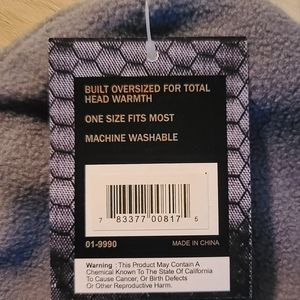 BUILT OVERSIZED FOR TOTAL
HEAD WARMTH
ONE SIZE FITS MOST
MACHINE WASHABLE
7 83377 00817 5
01-9990 MADE IN CHINA
Warning : This Product May Contain A
Chemical Known To The State Of California
To Cause Cancer, Or Birth Defects
Or Other Reproductive Harm.